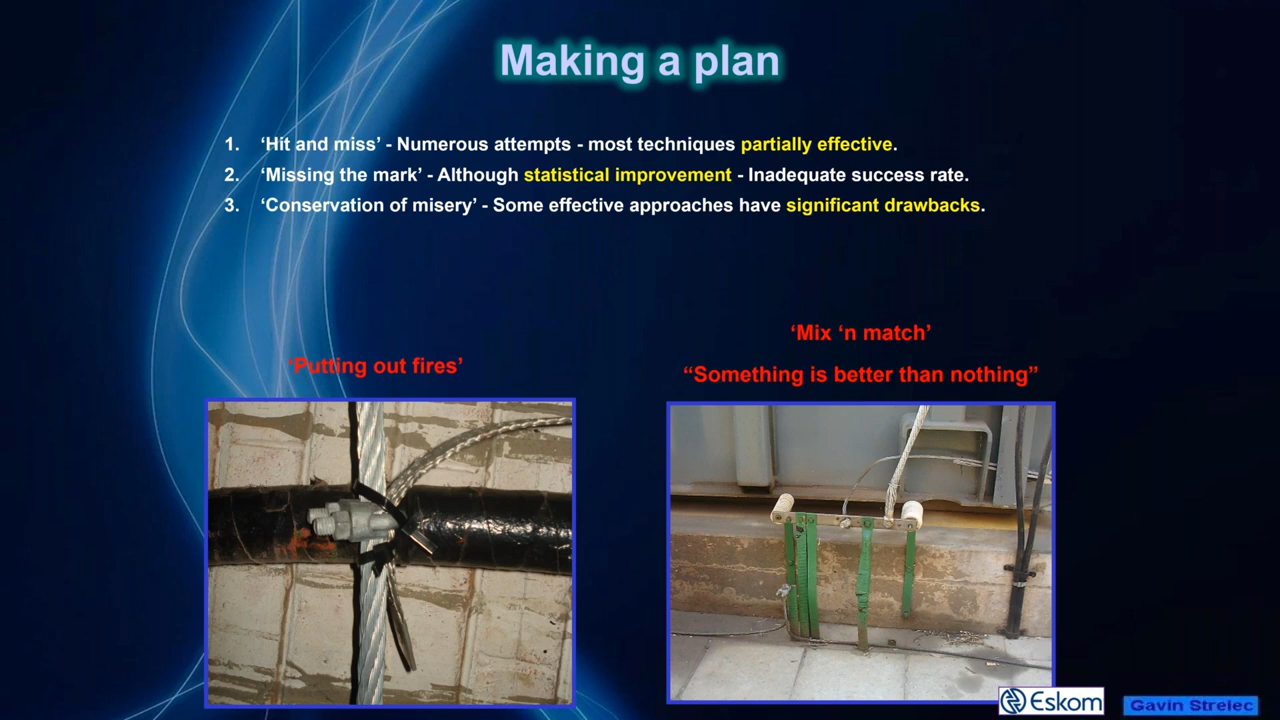 Making a plan
1. ‘Hit and miss’ - Numerous attempts - most techniques partially effective.
2. ‘Missing the mark’ - Although statistical improvement - Inadequate success rate.
3. ‘Conservation of misery’ - Some effective approaches have significant drawbacks.
‘Putting out fires’
‘Mix ‘n match’
“Something is better than nothing”
Eskom
Gavin Strelec